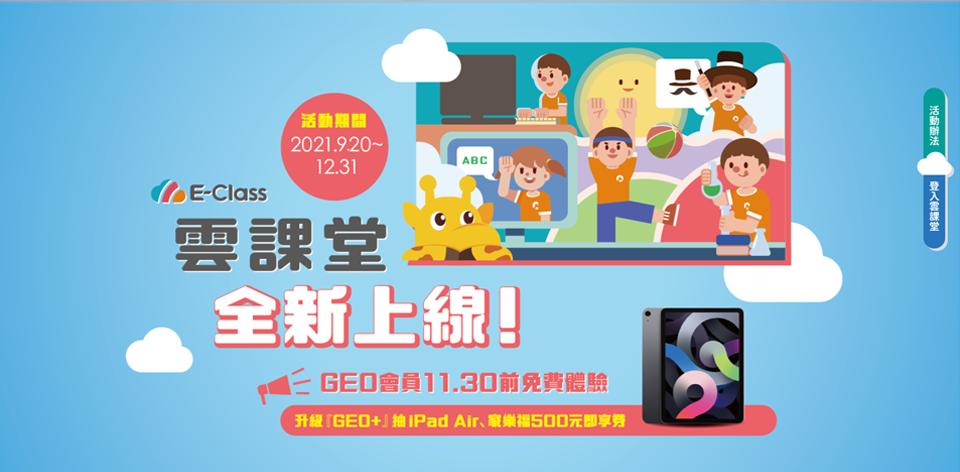 活動期間
2021.9.20~
12.31
E-Class
雲課堂
全新上線!
ABC
GEO會員11.30前免費體驗
升級『GEO+』抽iPad Air、家樂福500元即享券
活動辦法
登入雲課堂